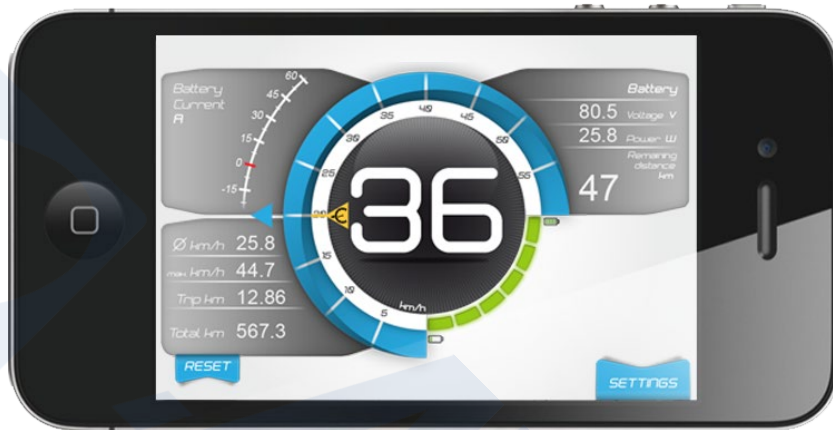 Battery
Current
A
60
45
30
15
0
-15
5
10
15
20
25
30
35
40
45
50
55
36
km/h
Battery
80.5 Voltage V
25.8 Power W
Remaining
distance
km
47
Ø km/h 25.8
max km/h 44.7
Trip km 12.86
Total km 567.3
RESET
SETTINGS